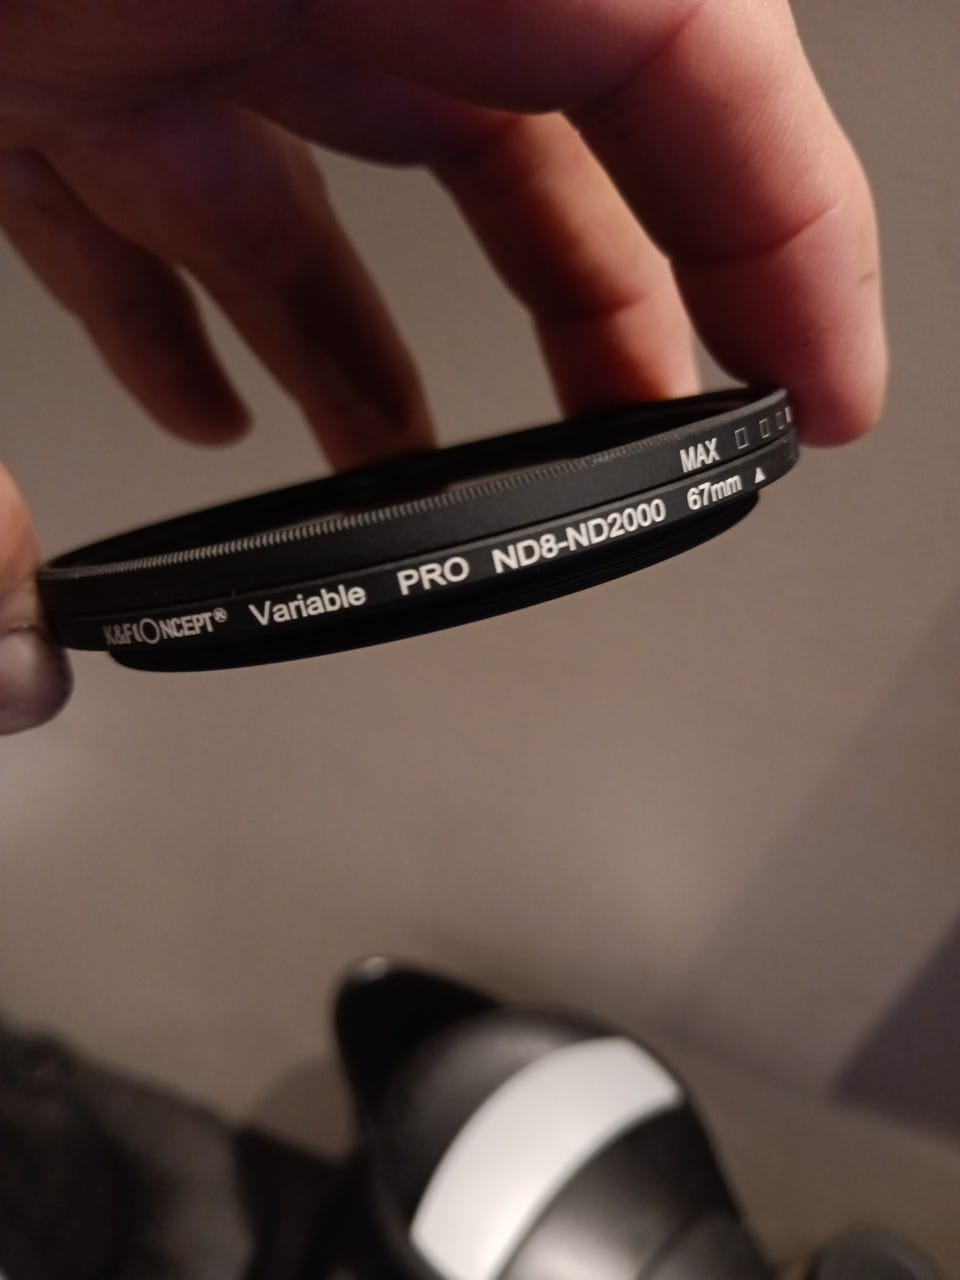 MAX
K&F CONCEPT® Variable PRO ND8-ND2000 67mm ▲